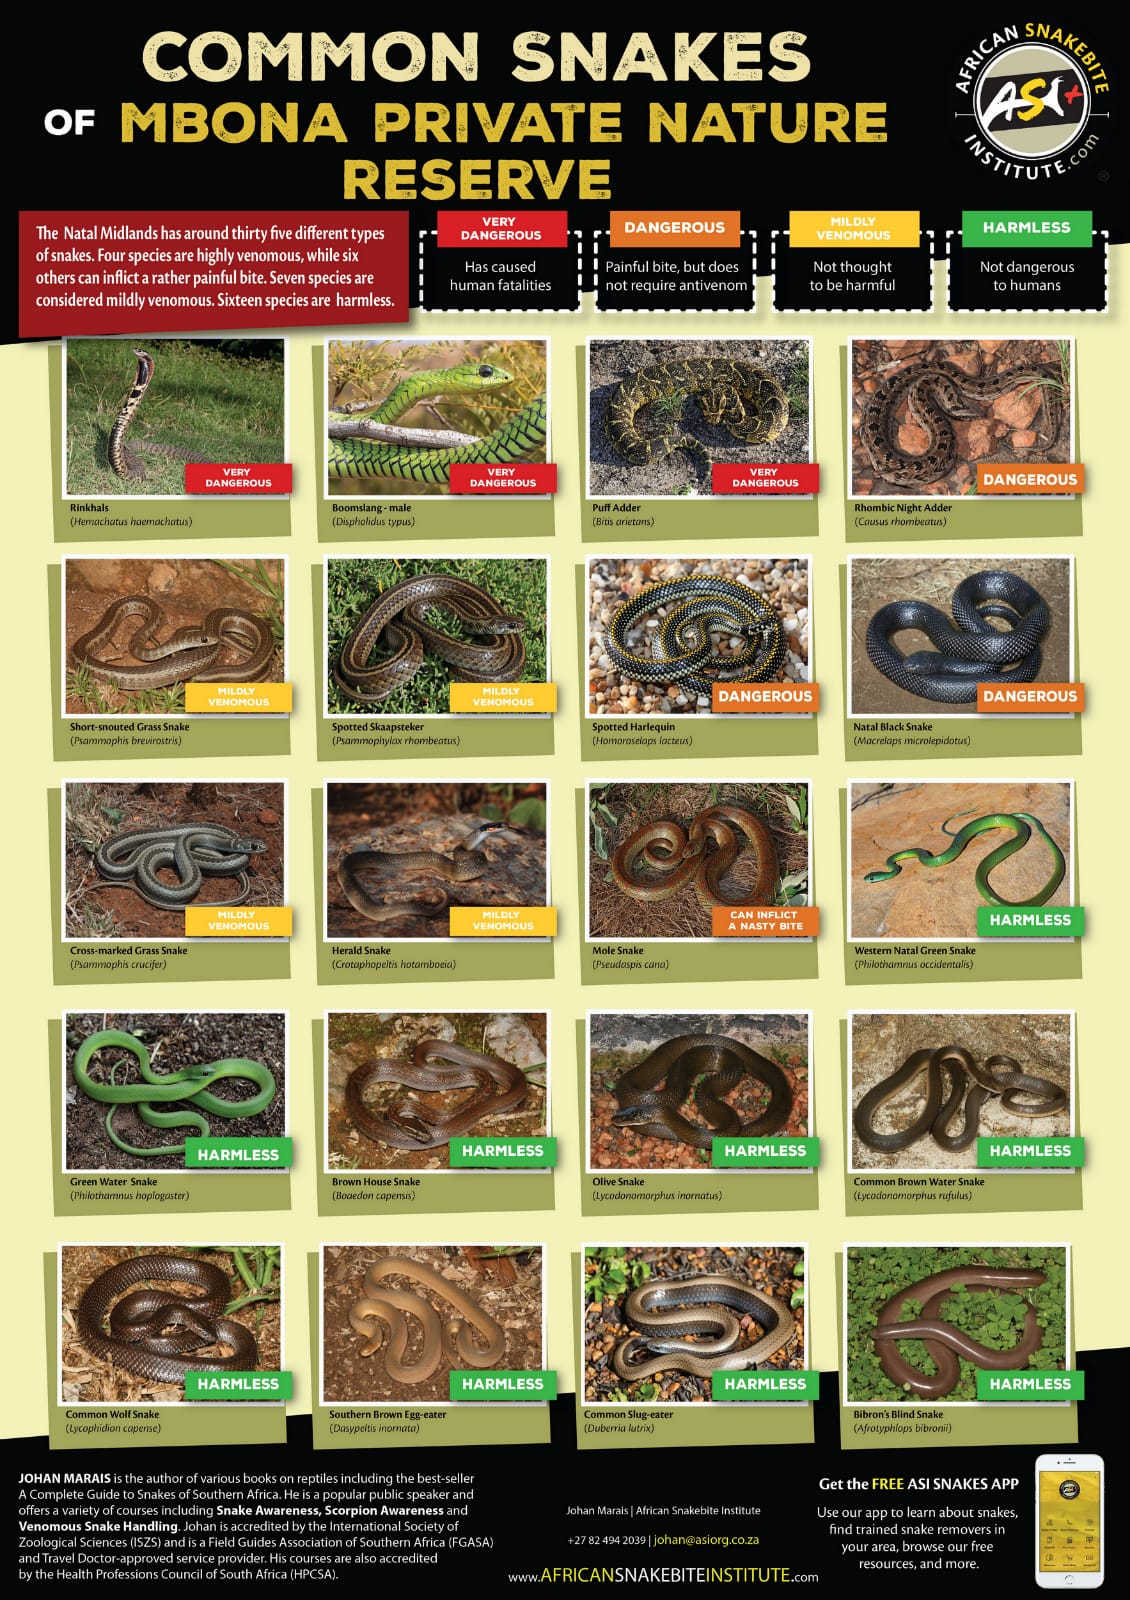 COMMON SNAKES
OF MBONA PRIVATE NATURE
RESERVE
AFRICAN SNAKEBITE
ASI+
INSTITUTE.com
®
The Natal Midlands has around thirty five different types
of snakes. Four species are highly venomous, while six
others can inflict a rather painful bite. Seven species are
considered mildly venomous. Sixteen species are harmless.
VERY
DANGEROUS
Has caused
human fatalities
DANGEROUS
Painful bite, but does
not require antivenom
MILDLY
VENOMOUS
Not thought
to be harmful
HARMLESS
Not dangerous
to humans
VERY
DANGEROUS
Rinkhals
(Hemachatus haemachatus)
VERY
DANGEROUS
Boomslang - male
(Dispholidus typus)
VERY
DANGEROUS
Puff Adder
(Bitis arietans)
DANGEROUS
Rhombic Night Adder
(Causus rhombeatus)
MILDLY
VENOMOUS
Short-snouted Grass Snake
(Psammophis brevirostris)
MILDLY
VENOMOUS
Spotted Skaapsteker
(Psammophylax rhombeatus)
DANGEROUS
Spotted Harlequin
(Homoroselaps lacteus)
DANGEROUS
Natal Black Snake
(Macrelaps microlepidotus)
MILDLY
VENOMOUS
Cross-marked Grass Snake
(Psammophis crucifer)
MILDLY
VENOMOUS
Herald Snake
(Crotaphopeltis hotamboeia)
CAN INFLICT
A NASTY BITE
Mole Snake
(Pseudaspis cana)
HARMLESS
Western Natal Green Snake
(Philothamnus occidentalis)
HARMLESS
Green Water Snake
(Philothamnus hoplogaster)
HARMLESS
Brown House Snake
(Boaedon capensis)
HARMLESS
Olive Snake
(Lycodonomorphus inornatus)
HARMLESS
Common Brown Water Snake
(Lycodonomorphus rufulus)
HARMLESS
Common Wolf Snake
(Lycophidion capense)
HARMLESS
Southern Brown Egg-eater
(Dasypeltis inornata)
HARMLESS
Common Slug-eater
(Duberria lutrix)
HARMLESS
Bibron's Blind Snake
(Afrotyphlops bibronii)
JOHAN MARAIS is the author of various books on reptiles including the best-seller
A Complete Guide to Snakes of Southern Africa. He is a popular public speaker and
offers a variety of courses including Snake Awareness, Scorpion Awareness and
Venomous Snake Handling. Johan is accredited by the International Society of
Zoological Sciences (ISZS) and is a Field Guides Association of Southern Africa (FGASA)
and Travel Doctor-approved service provider. His courses are also accredited
by the Health Professions Council of South Africa (HPCSA).
Johan Marais | African Snakebite Institute
+27 82 494 2039 | johan@asiorg.co.za
www.AFRICANSNAKEBITEINSTITUTE.com
Get the FREE ASI SNAKES APP
Use our app to learn about snakes,
find trained snake removers in
your area, browse our free
resources, and more.